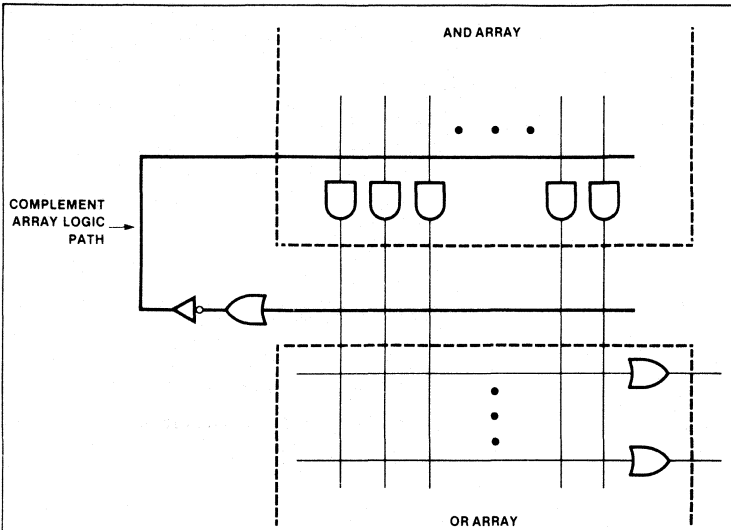 AND ARRAY
COMPLEMENT
ARRAY LOGIC
PATH
OR ARRAY